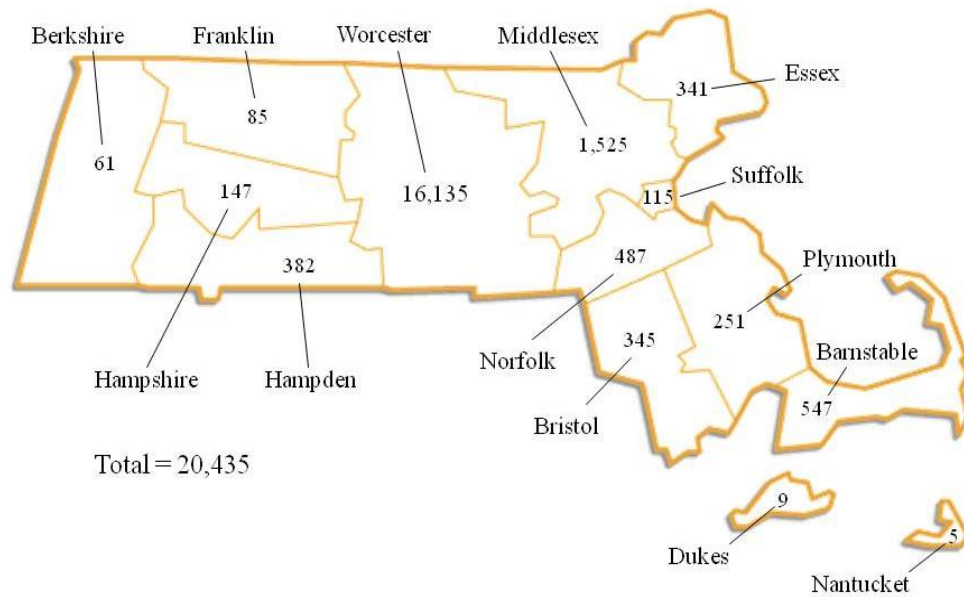 Berkshire
Franklin
Worcester
Middlesex
Essex
341
85
1,525
61
147
16,135
115
Suffolk
382
487
Plymouth
251
345
Norfolk
Barnstable
Hampshire
Hampden
547
Bristol
Total = 20,435
9
5
Dukes
Nantucket